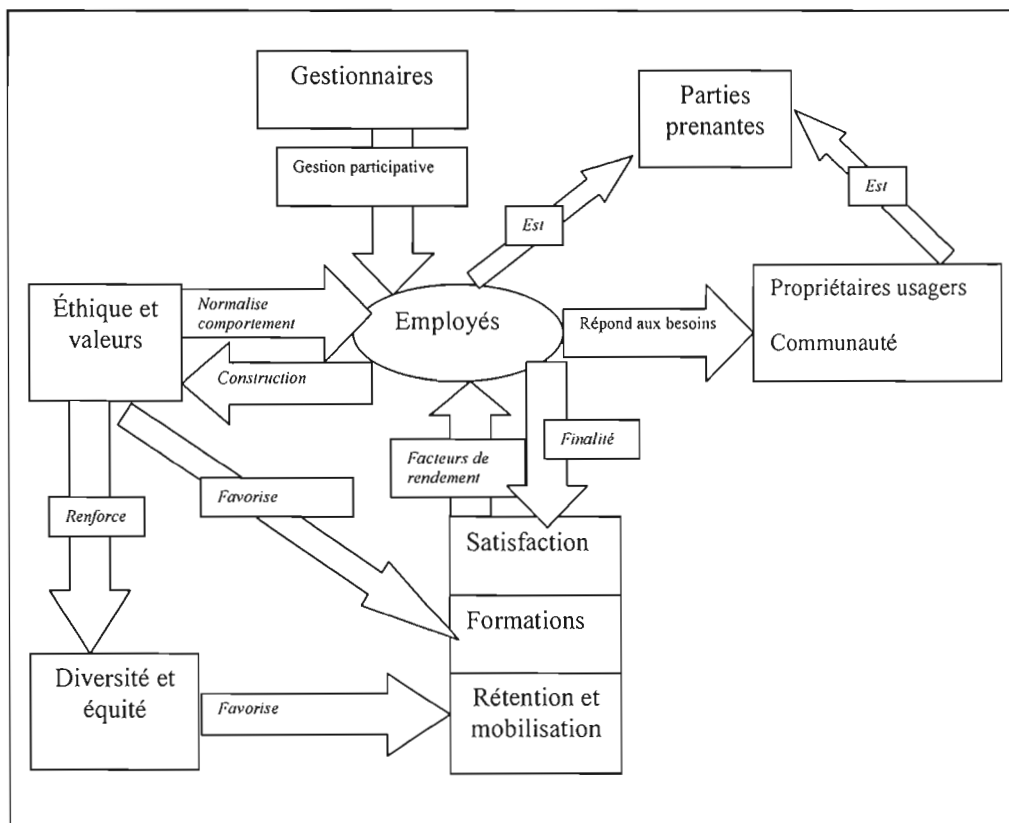 Gestionnaires
Parties
prenantes
Gestion participative
Est
Est
Éthique et
valeurs
Normalise
comportement
Employés
Répond aux besoins
Propriétaires usagers
Communauté
Construction
Facteurs de
rendement
Finalité
Renforce
Favorise
Satisfaction
Formations
Diversité et
équité
Favorise
Rétention et
mobilisation